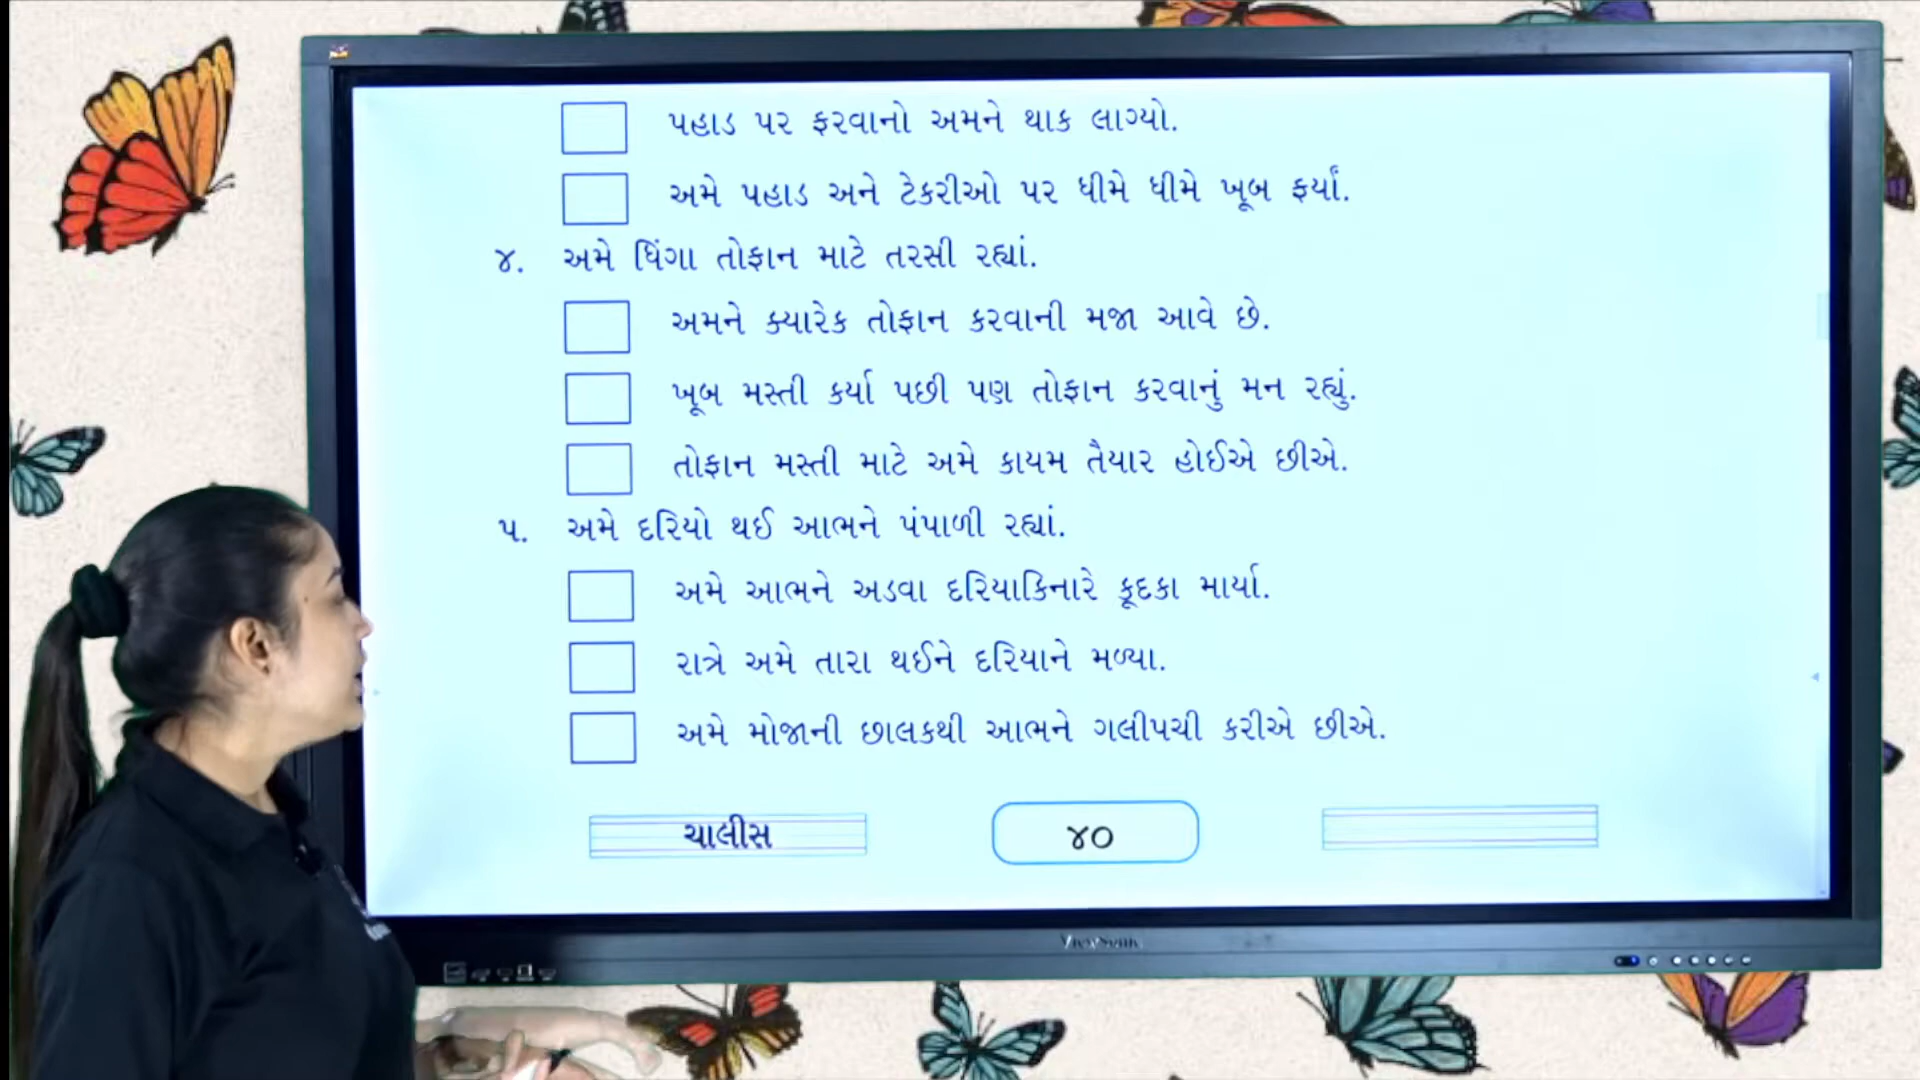 પહાડ પર ફરવાનો અમને થાક લાગ્યો.
અમે પહાડ અને ટેકરીઓ પર ધીમે ધીમે ખૂબ ફર્યાં.
૪. અમે ધિંગા તોફાન માટે તરસી રહ્યાં.
અમને ક્યારેક તોફાન કરવાની મજા આવે છે.
ખૂબ મસ્તી કર્યા પછી પણ તોફાન કરવાનું મન રહ્યું.
તોફાન મસ્તી માટે અમે કાયમ તૈયાર હોઈએ છીએ.
૫. અમે દરિયો થઈ આભને પંપાળી રહ્યાં.
અમે આભને અડવા દરિયાકિનારે કૂદકા માર્યા.
રાત્રે અમે તારા થઈને દરિયાને મળ્યા.
અમે મોજાની છાલકથી આભને ગલીપચી કરીએ છીએ.
ચાલીસ ૪૦
ViewSonic